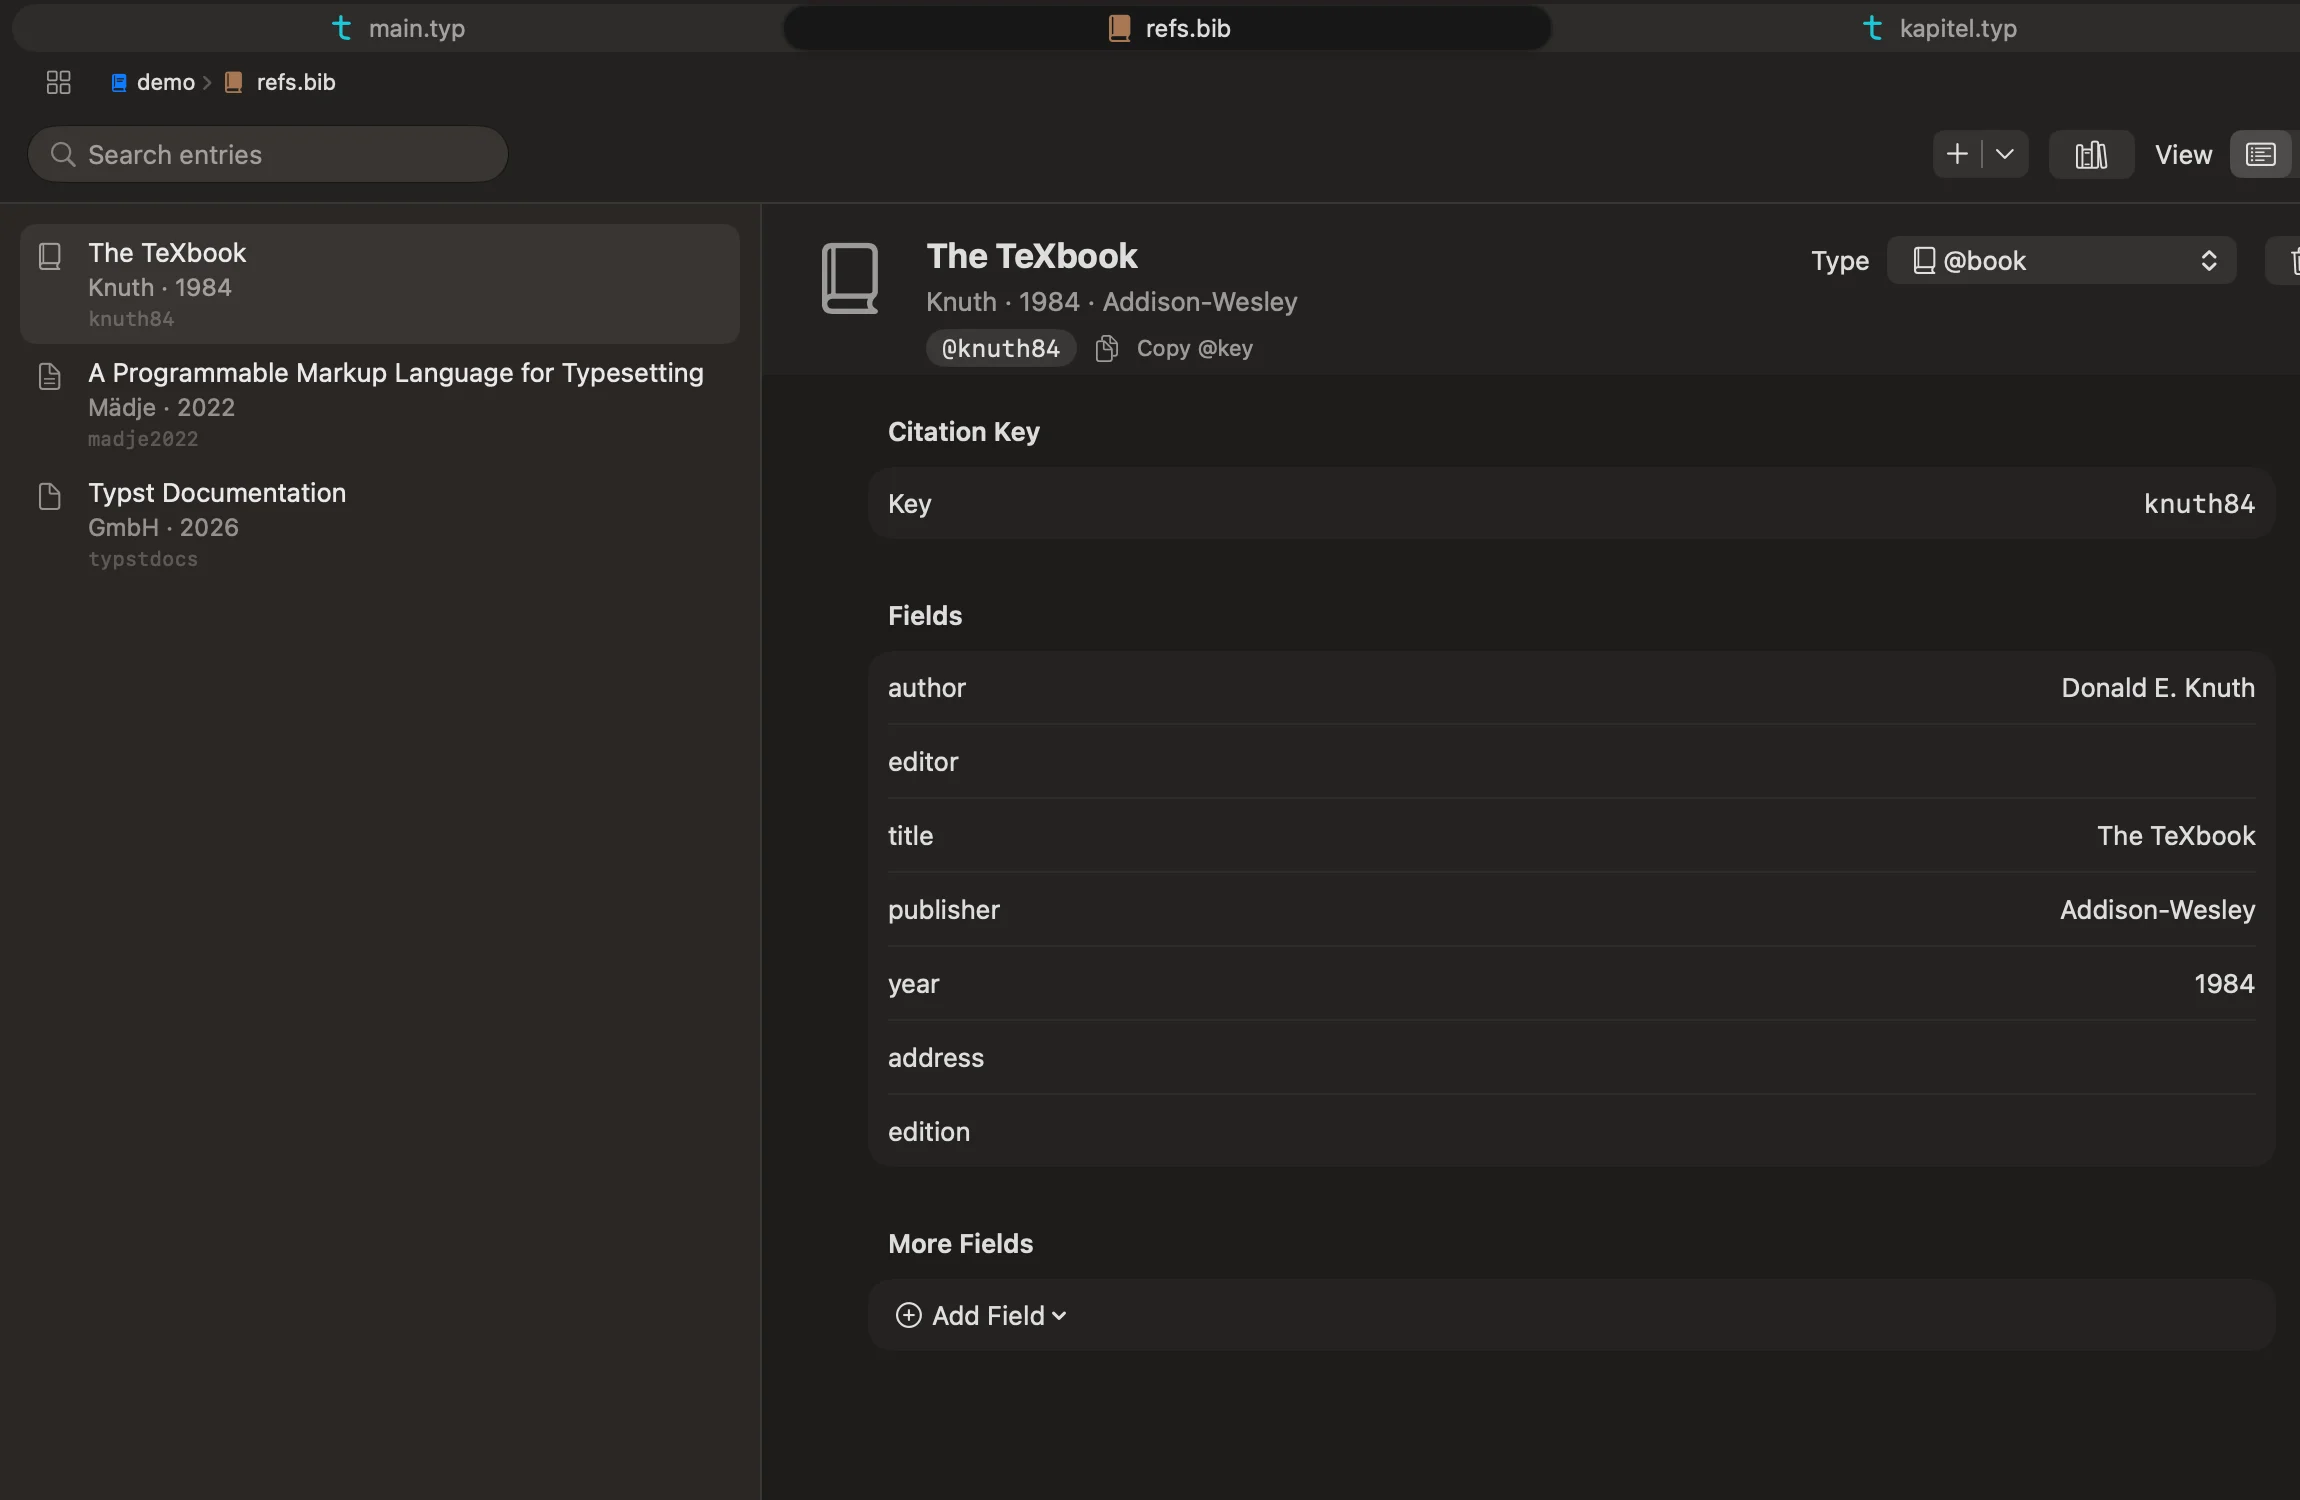 main.typ
refs.bib
kapitel.typ
demo
refs.bib
Search entries
View
The TeXbook
Knuth · 1984
knuth84
A Programmable Markup Language for Typesetting
Mädje · 2022
madje2022
Typst Documentation
GmbH · 2026
typstdocs
The TeXbook
Knuth · 1984 · Addison-Wesley
@knuth84
Copy @key
Type
@book
Citation Key
Key
knuth84
Fields
author
Donald E. Knuth
editor
title
The TeXbook
publisher
Addison-Wesley
year
1984
address
edition
More Fields
Add Field